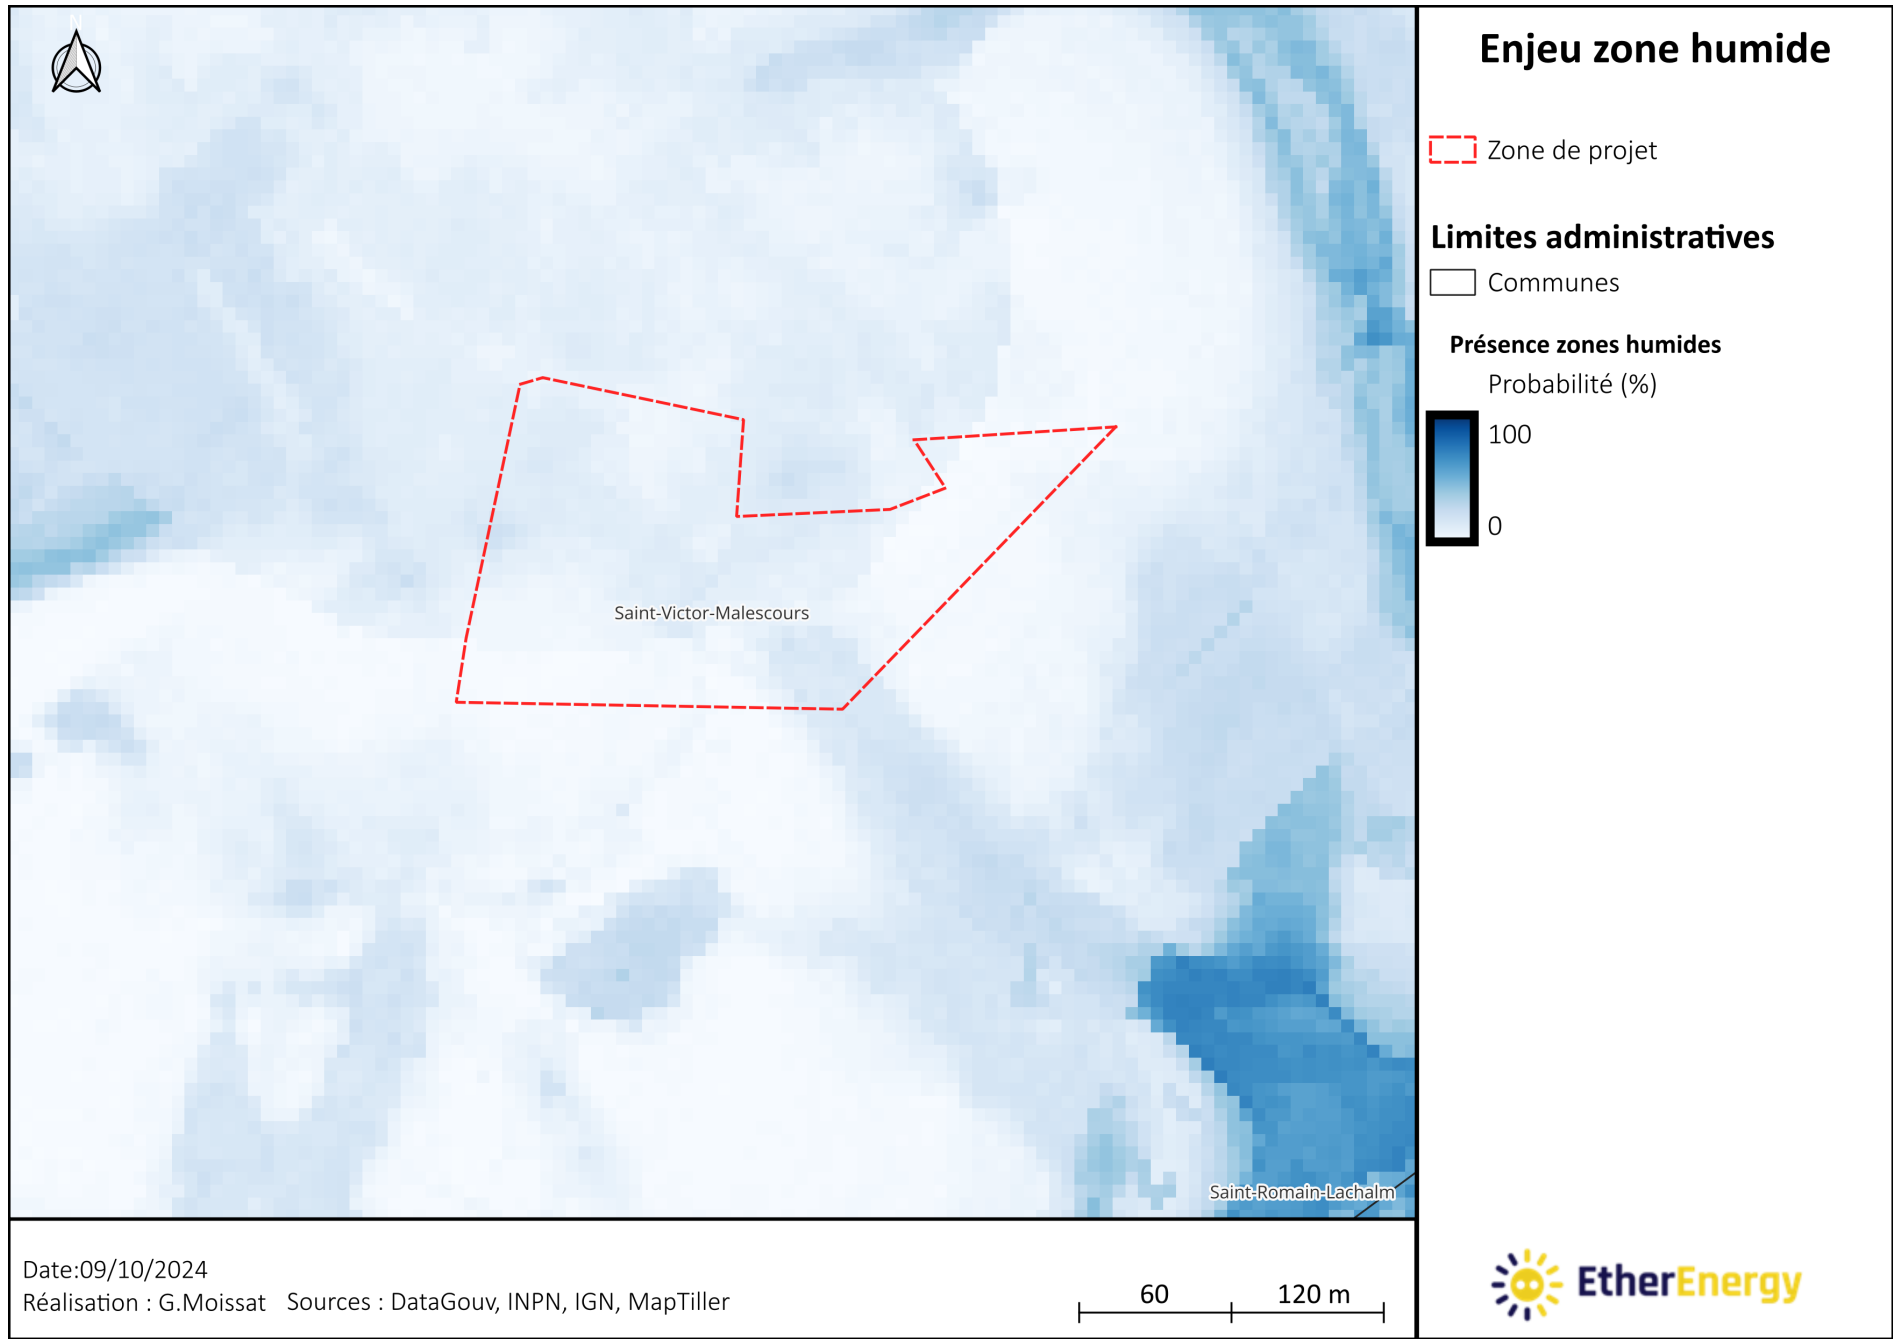 N
Enjeu zone humide
Zone de projet
Limites administratives
Communes
Présence zones humides
Probabilité (%)
100
0
Saint-Victor-Malescours
Saint-Romain-Lachalm
Date:09/10/2024
Réalisation : G.Moissat Sources : DataGouv, INPN, IGN, MapTiller
60 120 m
EtherEnergy